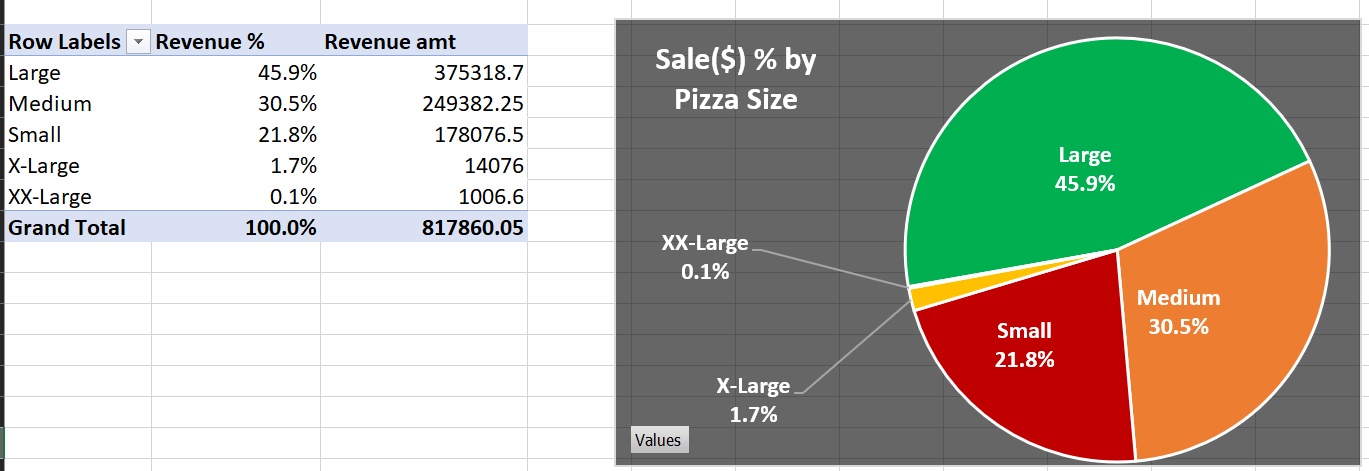 Row Labels Revenue % Revenue amt
Large 45.9% 375318.7
Medium 30.5% 249382.25
Small 21.8% 178076.5
X-Large 1.7% 14076
XX-Large 0.1% 1006.6
Grand Total 100.0% 817860.05
Sale($) % by
Pizza Size
Large
45.9%
XX-Large
0.1%
Medium
30.5%
Small
21.8%
X-Large
1.7%
Values